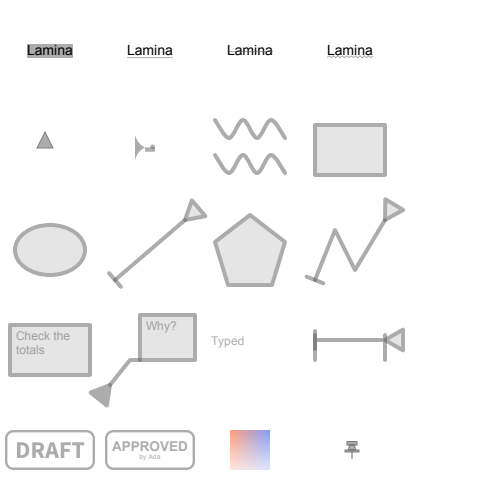 Lamina Lamina Lamina Lamina
Check the
totals
Why?
Typed
DRAFT
APPROVED
by Ada